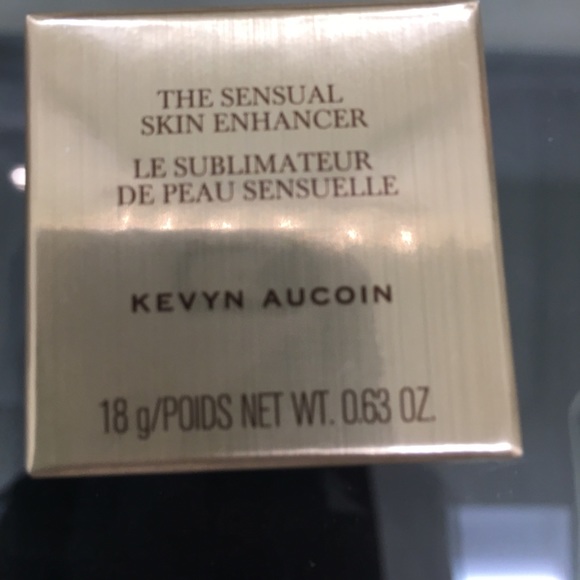 THE SENSUAL
SKIN ENHANCER
LE SUBLIMATEUR
DE PEAU SENSUELLE
KEVYN AUCOIN
18 g/POIDS NET WT. 0.63 OZ.